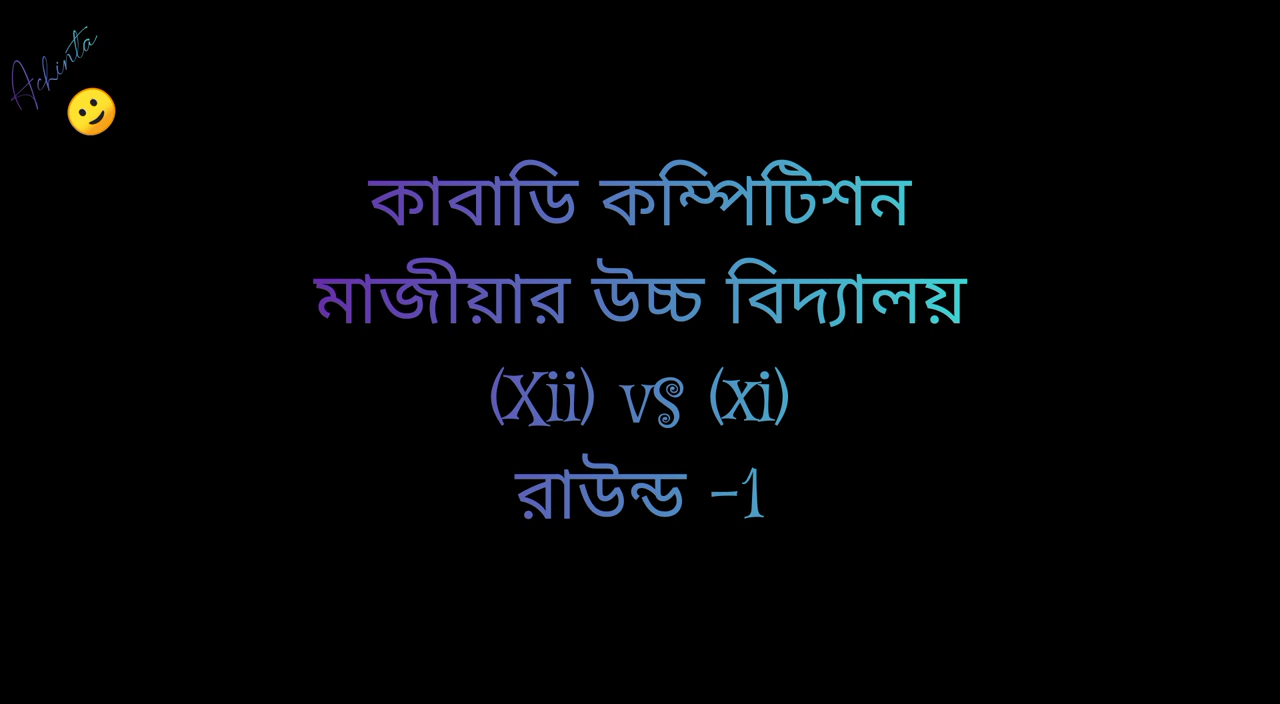 Achinta
কাবাডি কম্পিটিশন
মাজীয়ার উচ্চ বিদ্যালয়
(Xii) vs (xi)
রাউন্ড -1